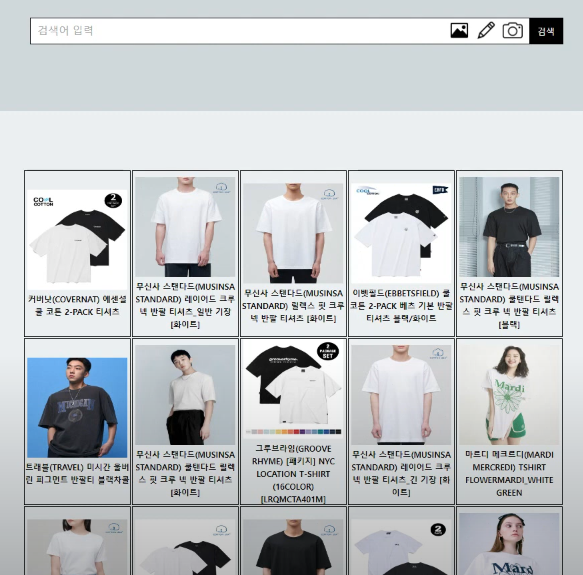 검색어 입력
검색
COOL
COTTON
2
커버낫(COVERNAT) 에센셜
쿨 코튼 2-PACK 티셔츠
무신사 스탠다드(MUSINSA
STANDARD) 레이어드 크루
넥 반팔 티셔츠_일반 기장
[화이트]
무신사 스탠다드(MUSINSA
STANDARD) 릴렉스 핏 크루
넥 반팔 티셔츠 [화이트]
COOL
COTTON
이벳필드(EBBETSFIELD) 쿨
코튼 2-PACK 베츠 기본 반팔
티셔츠 블랙/화이트
무신사 스탠다드(MUSINSA
STANDARD) 쿨탠다드 릴렉
스 핏 크루 넥 반팔 티셔츠
[블랙]
트래블(TRAVEL) 미시간 올버
린 피그먼트 반팔티 블랙차콜
무신사 스탠다드(MUSINSA
STANDARD) 쿨탠다드 릴렉
스 핏 크루 넥 반팔 티셔츠
[화이트]
2
PACKAGE
SET
grooverhyme
그루브라임(GROOVE
RHYME) [패키지] NYC
LOCATION T-SHIRT
(16COLOR)
[LRQMCTA401M]
무신사 스탠다드(MUSINSA
STANDARD) 레이어드 크루
넥 반팔 티셔츠_긴 기장 [화
이트]
Mardi
마르디 메크르디(MARDI
MERCREDI) TSHIRT
FLOWERMARDI_WHITE
GREEN
2
Mardi